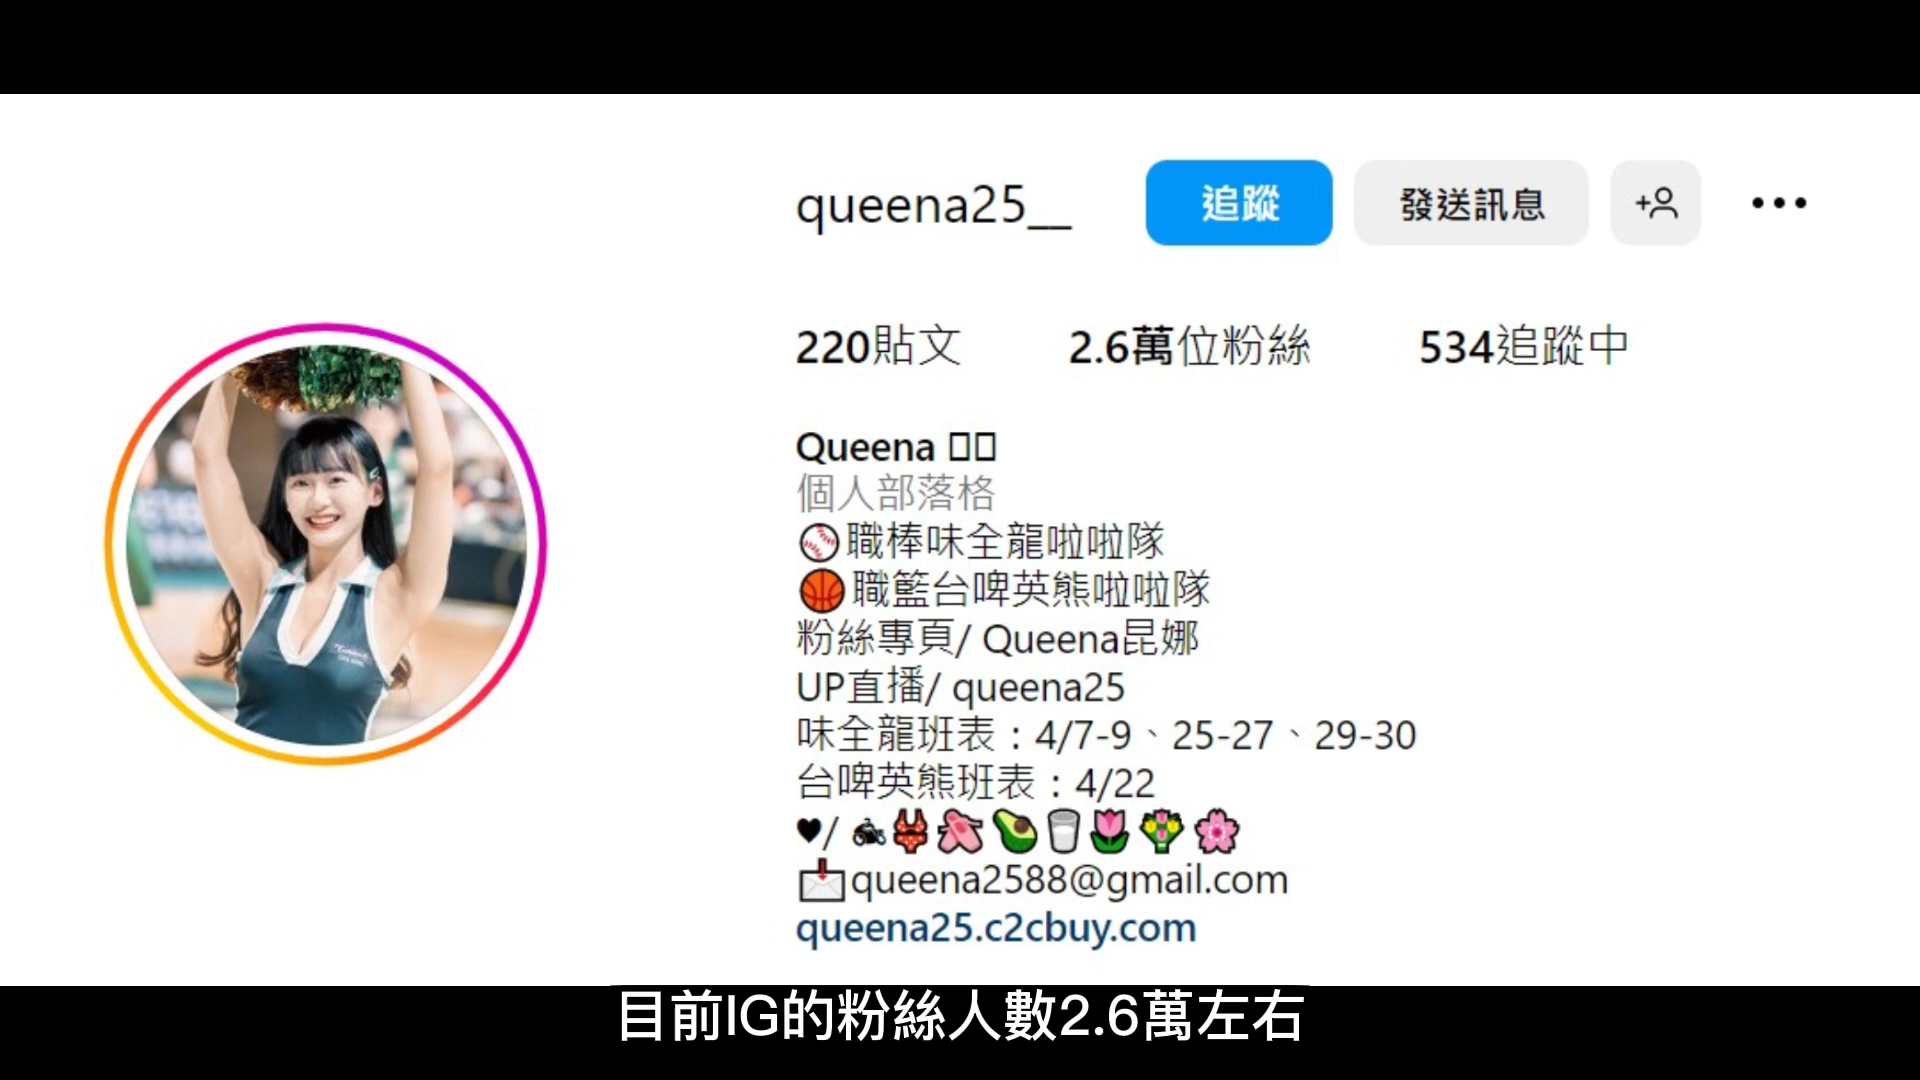 queena25__ 追蹤 發送訊息
220貼文 2.6萬位粉絲 534追蹤中
Queena
個人部落格
⚾職棒味全龍啦啦隊
🏀職籃台啤英熊啦啦隊
粉絲專頁/ Queena昆娜
UP直播/ queena25
味全龍班表：4/7-9、25-27、29-30
台啤英熊班表：4/22
♥/ 🏍👙🩰🥑🥛🌷💐🌸
📩queena2588@gmail.com
queena25.c2cbuy.com
目前IG的粉絲人數2.6萬左右